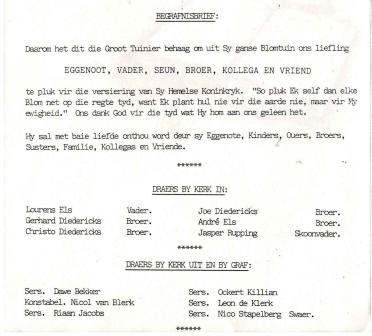 BEGRAFNISBRIEF:
Daarom het dit die Groot Tuinier behaag om uit Sy ganse Blomtuin ons liefling
EGGENOOT, VADER, SEUN, BROER, KOLLEGA EN VRIEND
te pluk vir die versiering van Sy Hemelse Koninkryk. "So pluk Ek self dan elke
Blom net op die regte tyd, want Ek plant hul nie vir die aarde nie, maar vir My
ewigheid." Ons dank God vir die tyd wat Hy hom aan ons geleen het.
Hy sal met baie liefde onthou word deur sy Eggenote, Kinders, Ouers, Broers,
Susters, Familie, Kollegas en Vriende.
******
DRAERS BY KERK IN:
Lourens Els Vader. Joe Diedericks Broer.
Gerhard Diedericks Broer. André Els Broer.
Christo Diedericks Broer. Jasper Rupping Skoonvader.
******
DRAERS BY KERK UIT EN BY GRAF:
Sers. Dawe Bekker Sers. Ockert Killian
Konstabel. Nicol van Blerk Sers. Leon de Klerk
Sers. Riaan Jacobs Sers. Nico Stapelberg Swaer.
******